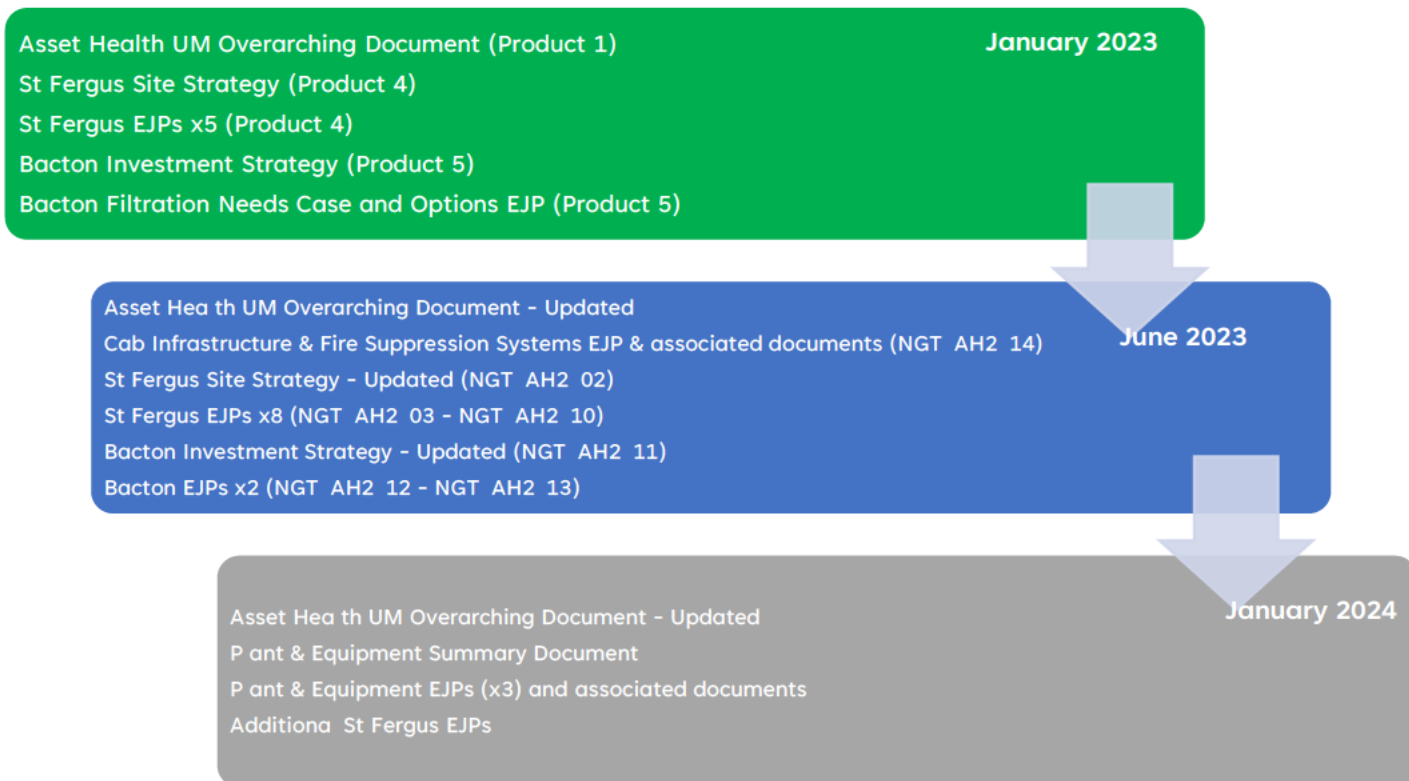 Asset Health UM Overarching Document (Product 1)
January 2023
St Fergus Site Strategy (Product 4)
St Fergus EJPs x5 (Product 4)
Bacton Investment Strategy (Product 5)
Bacton Filtration Needs Case and Options EJP (Product 5)
Asset Hea th UM Overarching Document - Updated
Cab Infrastructure & Fire Suppression Systems EJP & associated documents (NGT AH2 14)
June 2023
St Fergus Site Strategy - Updated (NGT AH2 02)
St Fergus EJPs x8 (NGT AH2 03 - NGT AH2 10)
Bacton Investment Strategy - Updated (NGT AH2 11)
Bacton EJPs x2 (NGT AH2 12 - NGT AH2 13)
Asset Hea th UM Overarching Document - Updated
January 2024
P ant & Equipment Summary Document
P ant & Equipment EJPs (x3) and associated documents
Additiona St Fergus EJPs